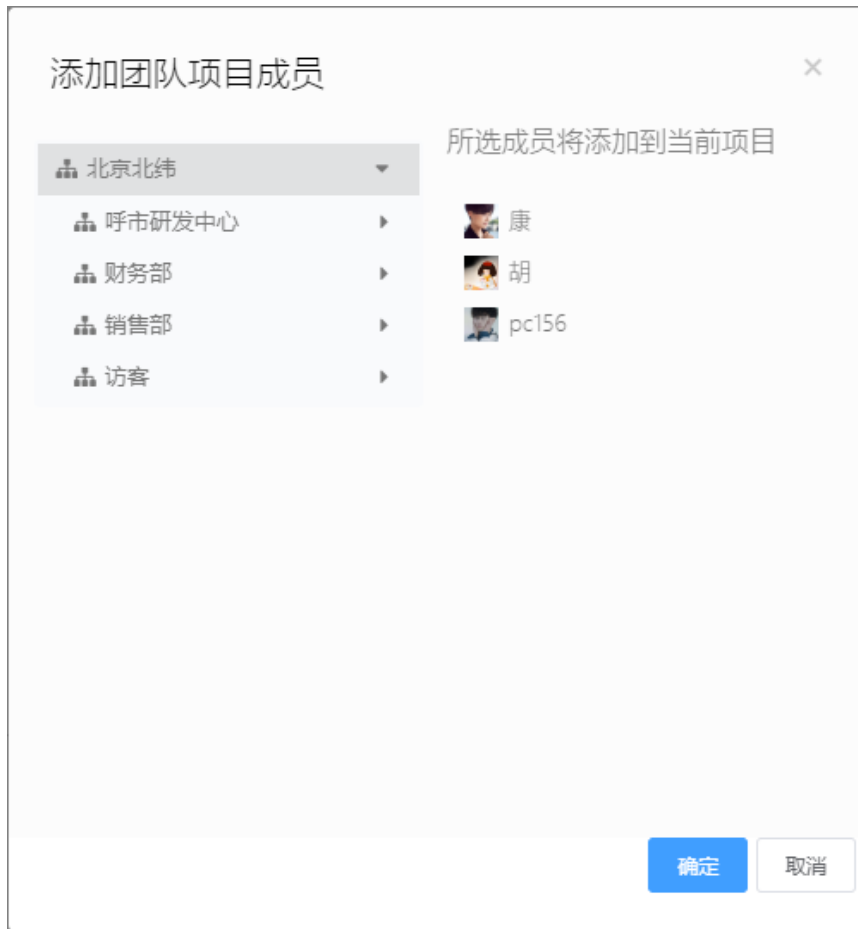 添加团队项目成员
北京北纬
呼市研发中心
财务部
销售部
访客
所选成员将添加到当前项目
康
胡
pc156
确定
取消